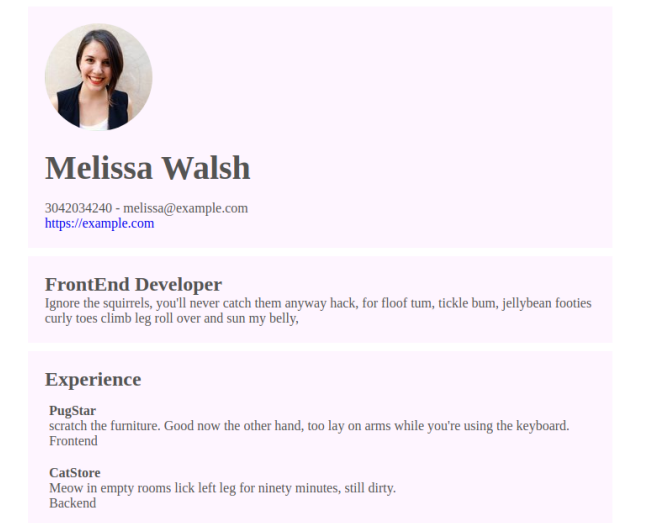 Melissa Walsh
3042034240 - melissa@example.com
https://example.com
FrontEnd Developer
Ignore the squirrels, you'll never catch them anyway hack, for floof tum, tickle bum, jellybean footies
curly toes climb leg roll over and sun my belly,
Experience
PugStar
scratch the furniture. Good now the other hand, too lay on arms while you're using the keyboard.
Frontend
CatStore
Meow in empty rooms lick left leg for ninety minutes, still dirty.
Backend